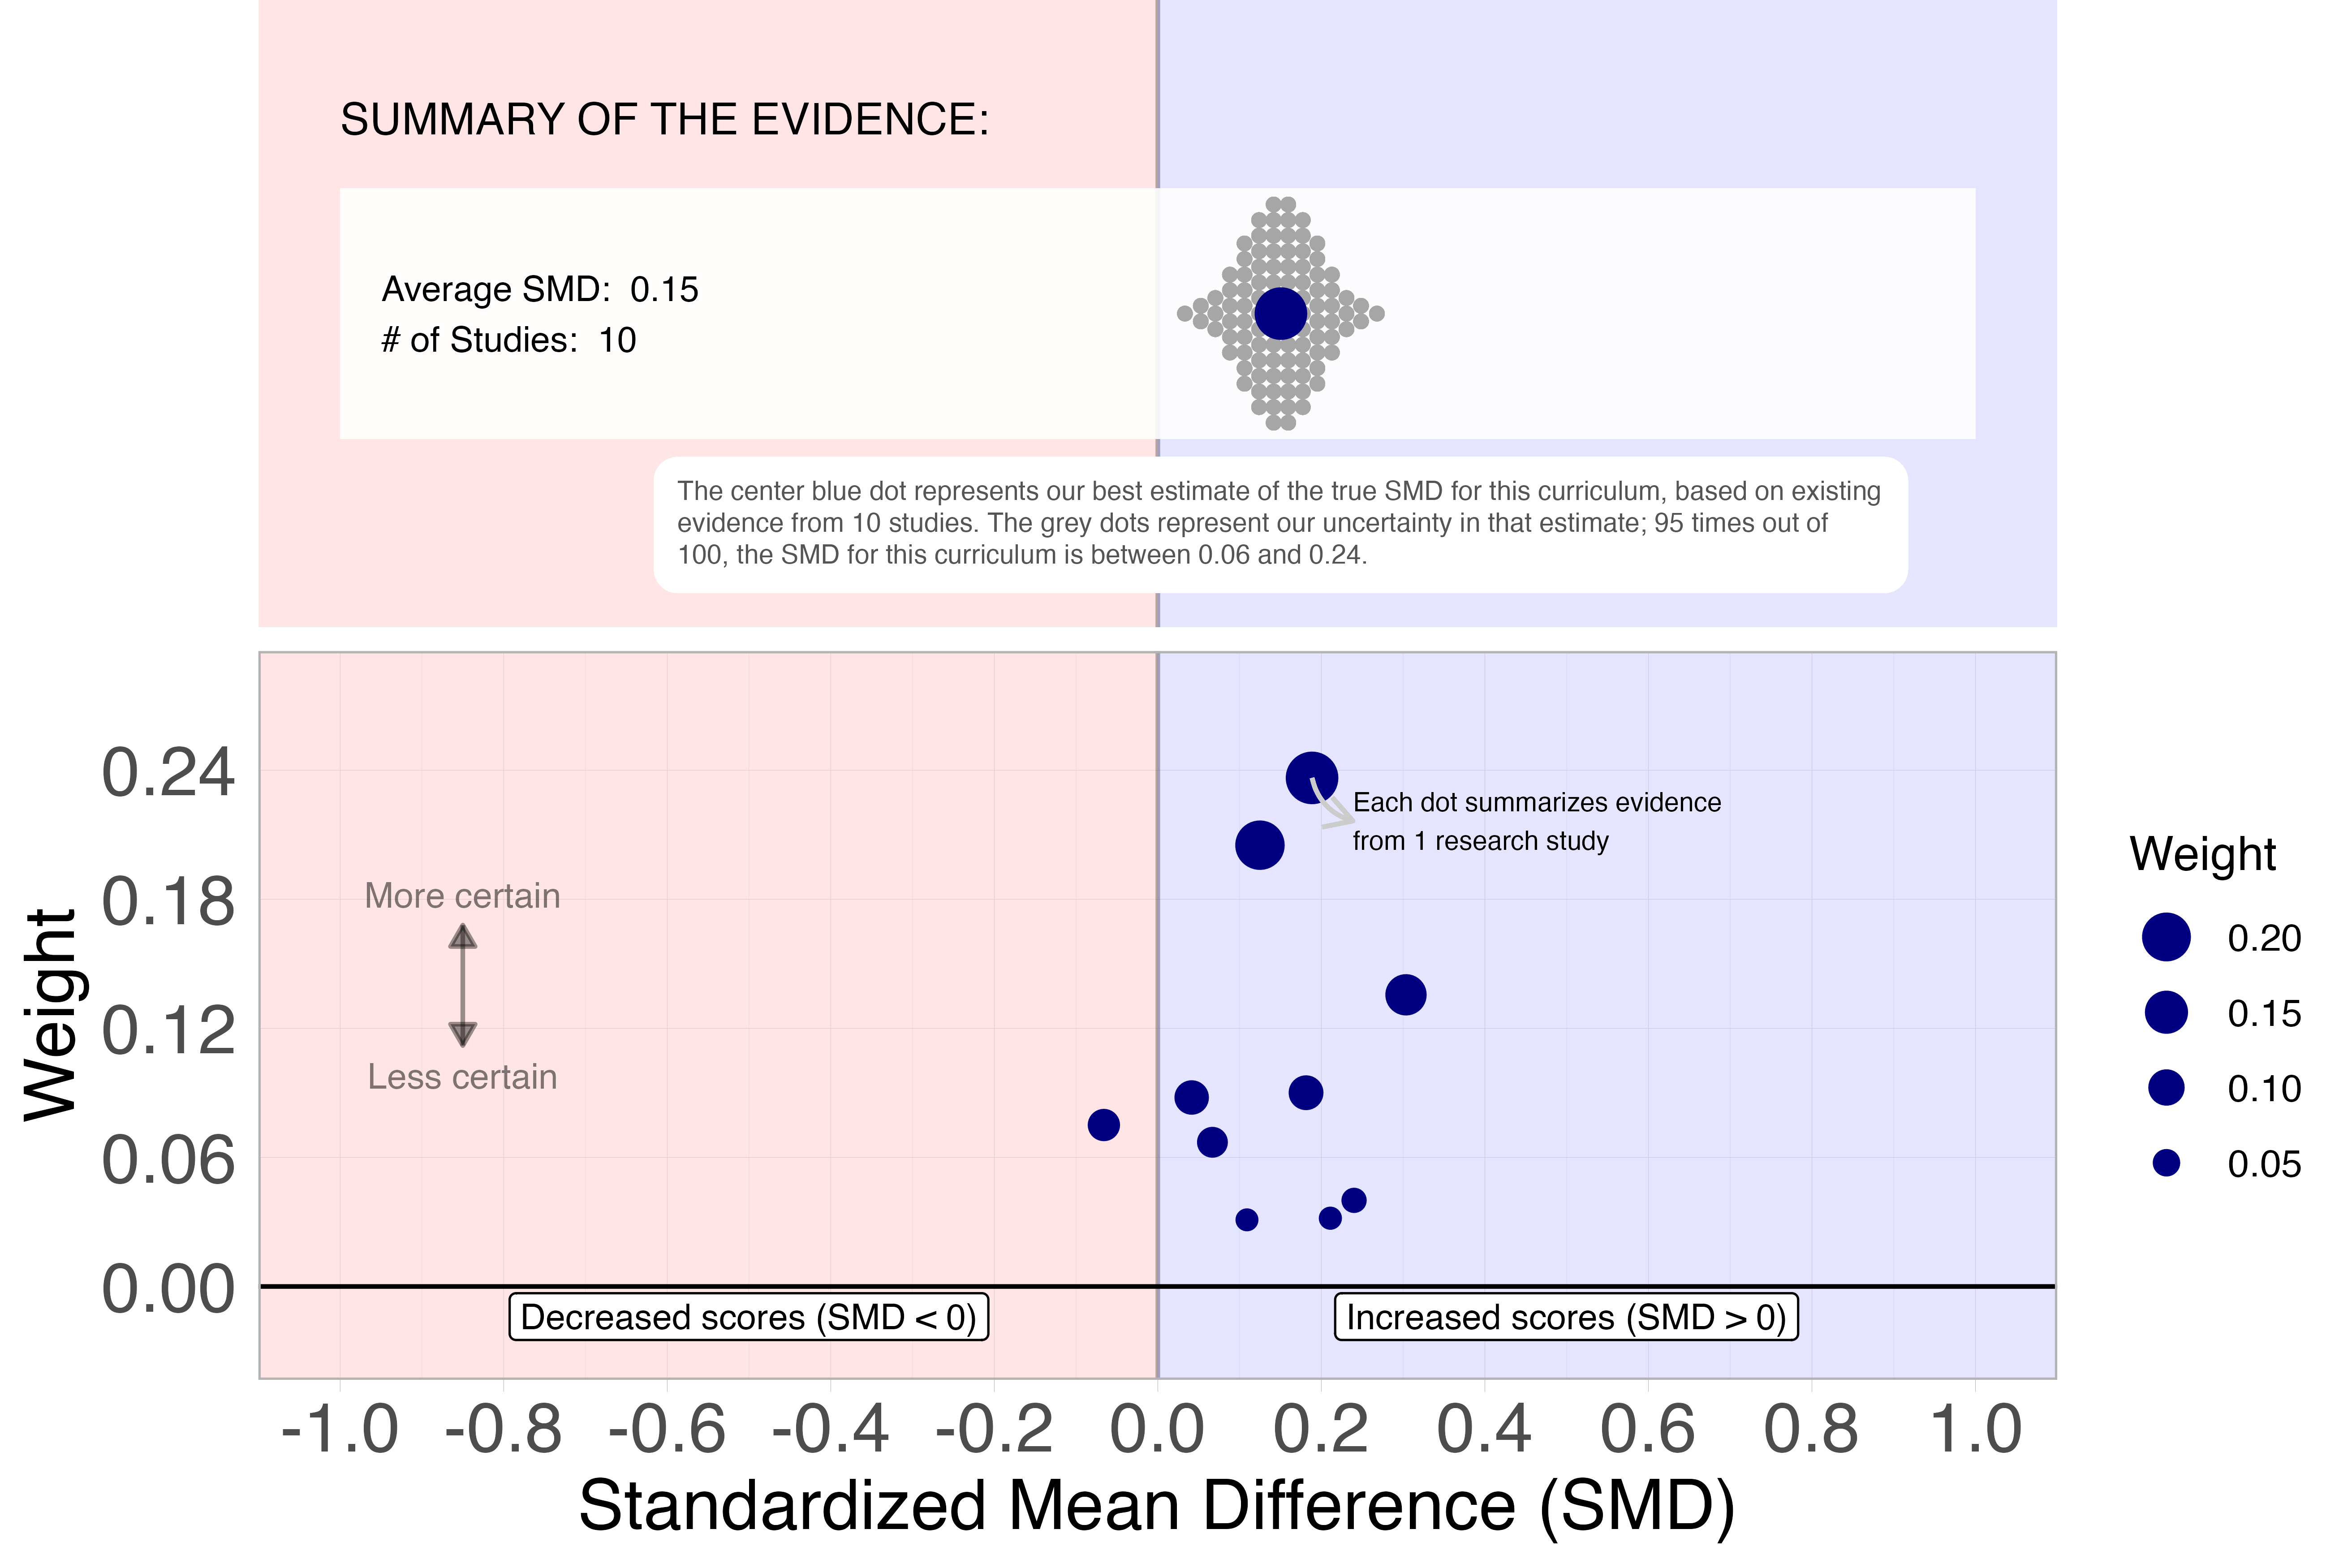 SUMMARY OF THE EVIDENCE:
Average SMD: 0.15
# of Studies: 10
The center blue dot represents our best estimate of the true SMD for this curriculum, based on existing
evidence from 10 studies. The grey dots represent our uncertainty in that estimate; 95 times out of
100, the SMD for this curriculum is between 0.06 and 0.24.
Weight
0.24
0.18
0.12
0.06
0.00
More certain
Less certain
Each dot summarizes evidence
from 1 research study
Decreased scores (SMD < 0)
Increased scores (SMD > 0)
-1.0 -0.8 -0.6 -0.4 -0.2 0.0 0.2 0.4 0.6 0.8 1.0
Standardized Mean Difference (SMD)
Weight
0.20
0.15
0.10
0.05